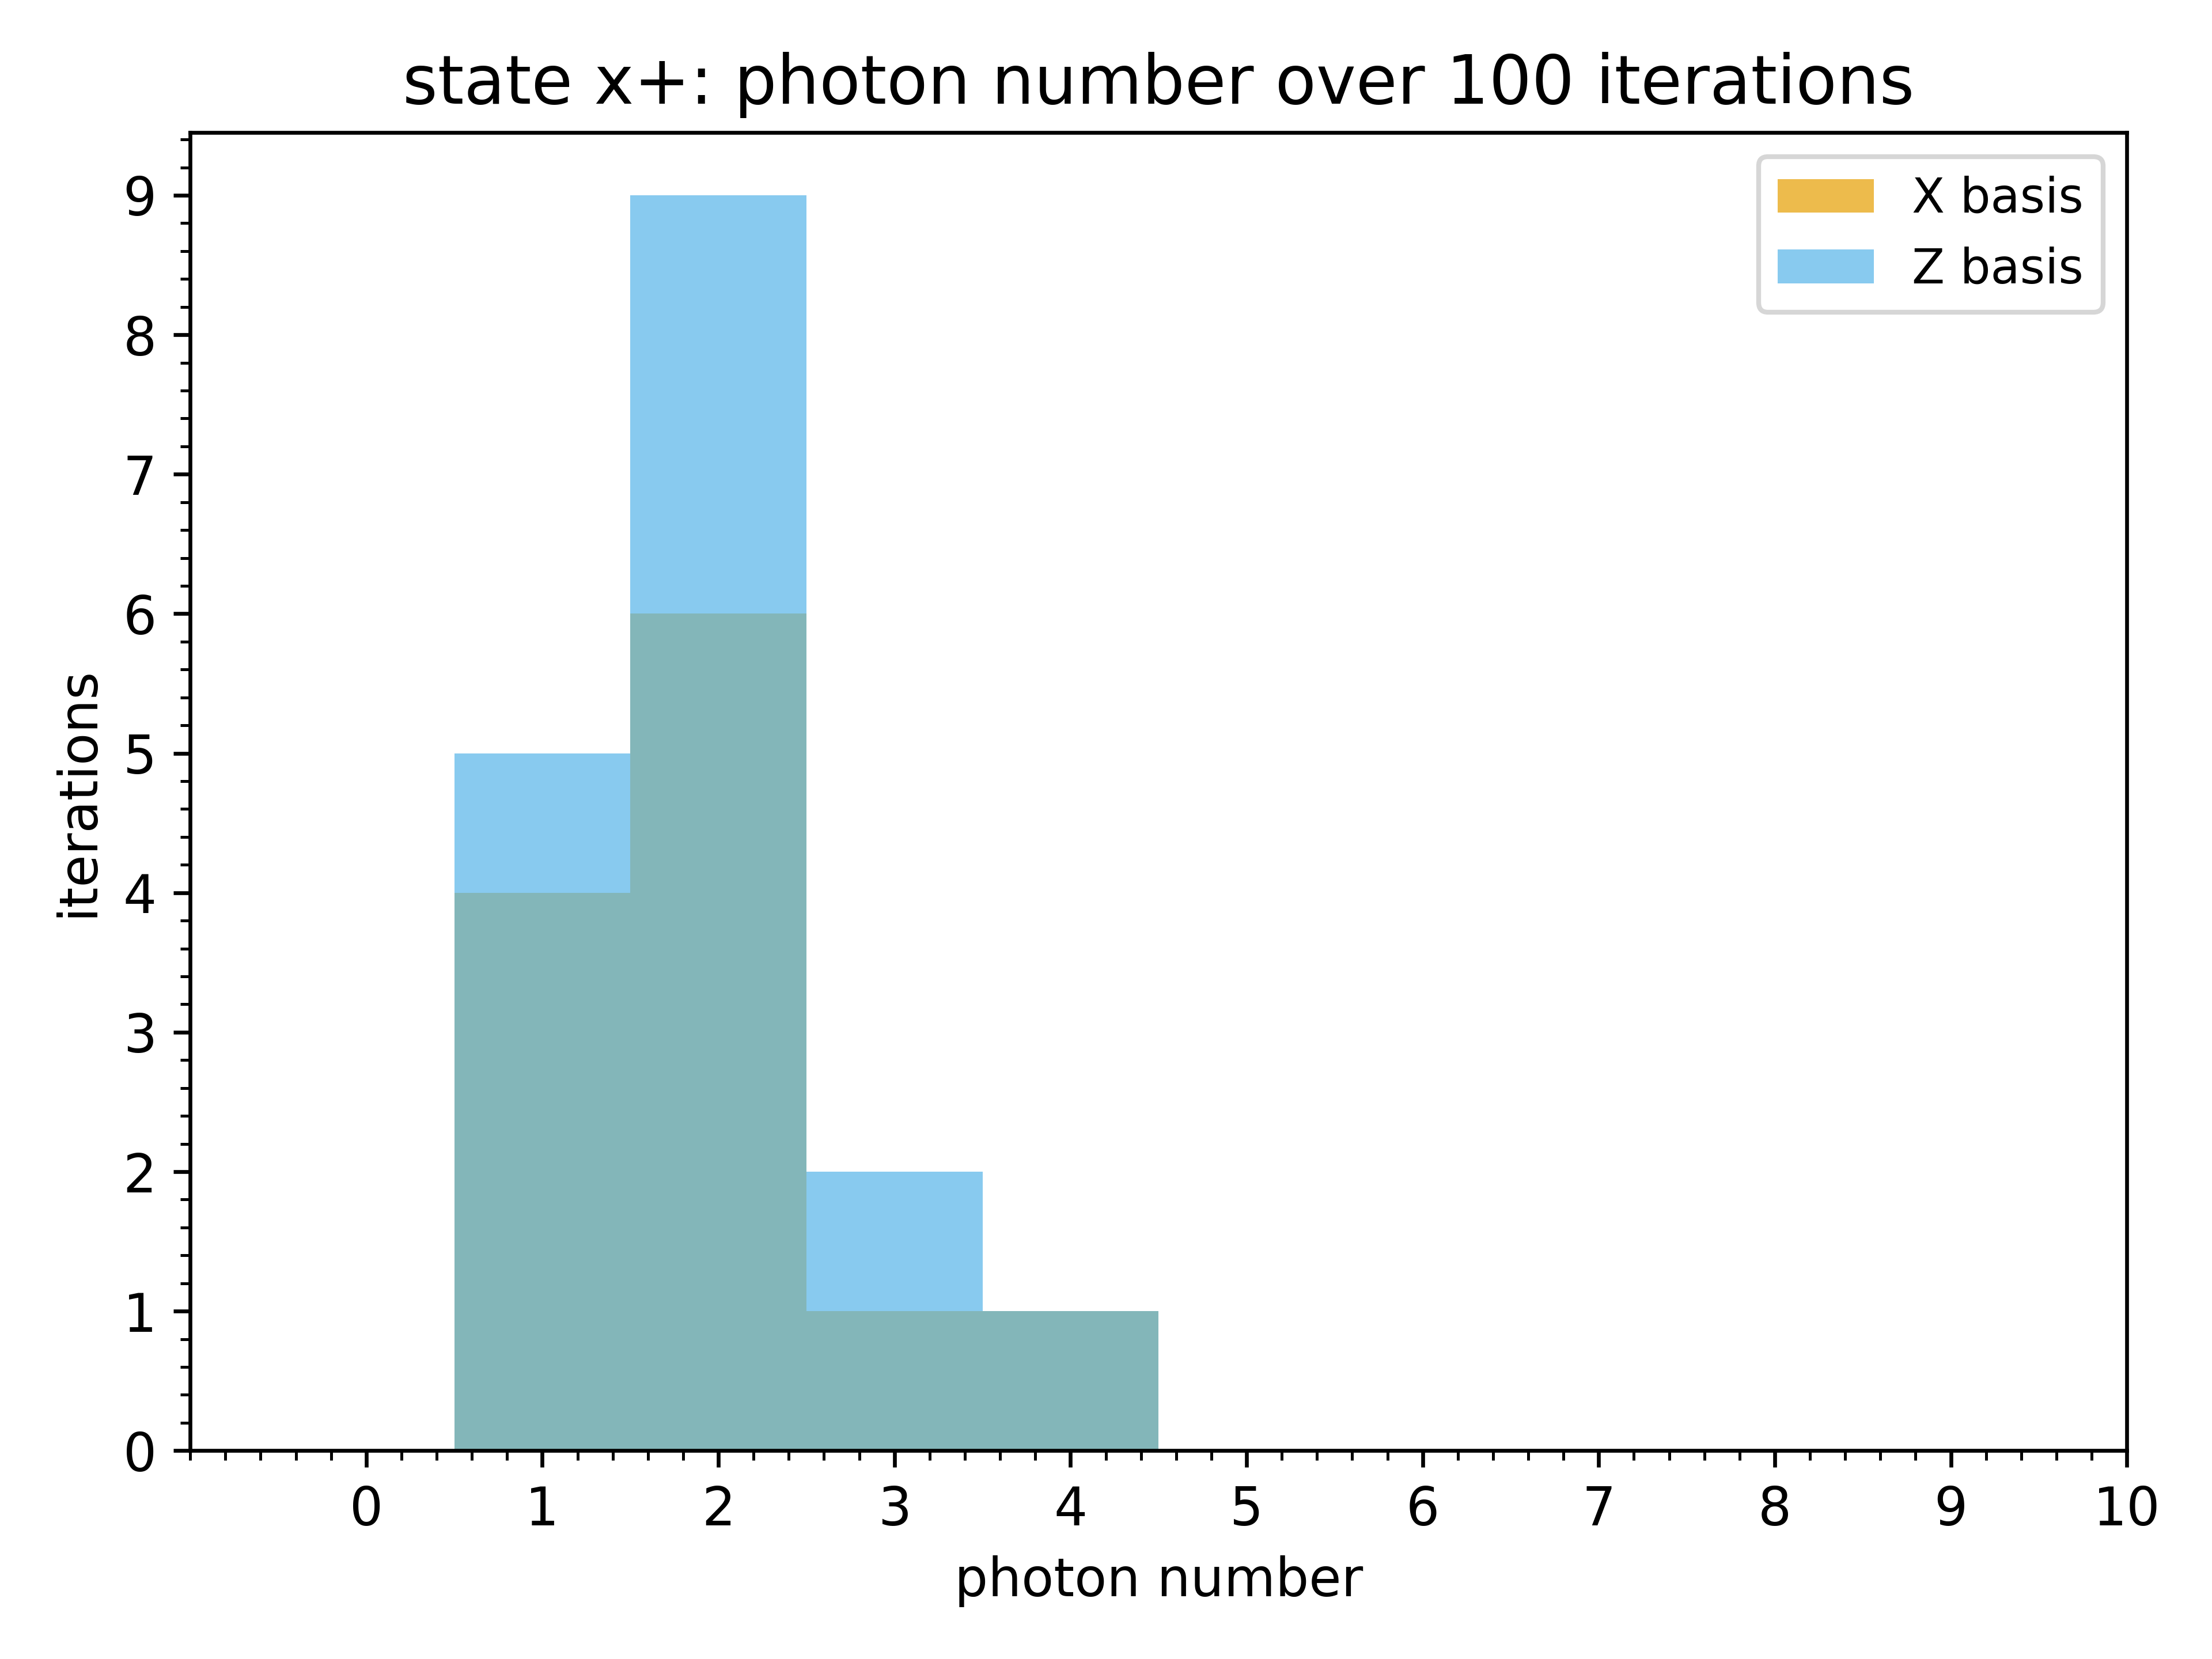 state x+: photon number over 100 iterations
X basis
Z basis
9
8
7
6
5
4
3
2
1
0
iterations
0 1 2 3 4 5 6 7 8 9 10
photon number